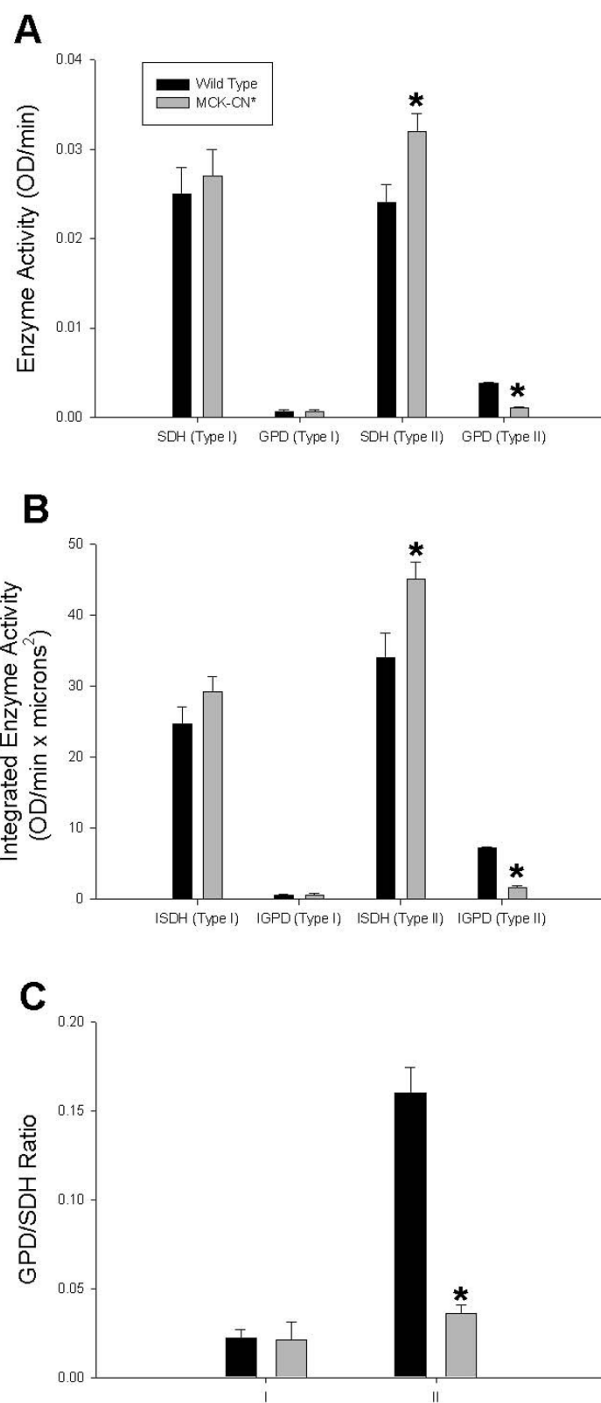 A
Enzyme Activity (OD/min)
0.04
0.03
0.02
0.01
0.00
Wild Type
MCK-CN*
*
*
SDH (Type I) GPD (Type I) SDH (Type II) GPD (Type II)
B
Integrated Enzyme Activity
(OD/min x microns²)
50
40
30
20
10
0
*
*
ISDH (Type I) IGPD (Type I) ISDH (Type II) IGPD (Type II)
C
GPD/SDH Ratio
0.20
0.15
0.10
0.05
0.00
*
I II